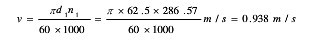 v = πd₁n₁ / 60 × 1000 = π × 62 .5 × 286 .57 / 60 × 1000 m / s = 0.938 m / s